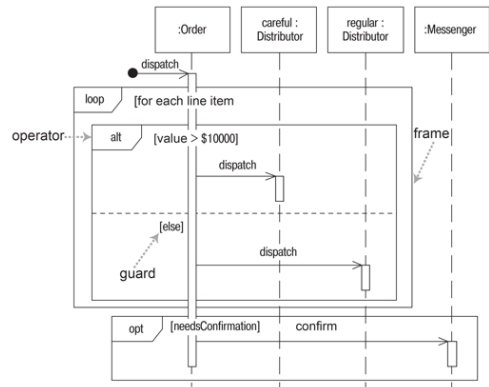 :Order
careful :
Distributor
regular :
Distributor
:Messenger
dispatch
loop
[for each line item
operator
alt
[value > $10000]
frame
dispatch
[else]
guard
dispatch
opt
[needsConfirmation]
confirm